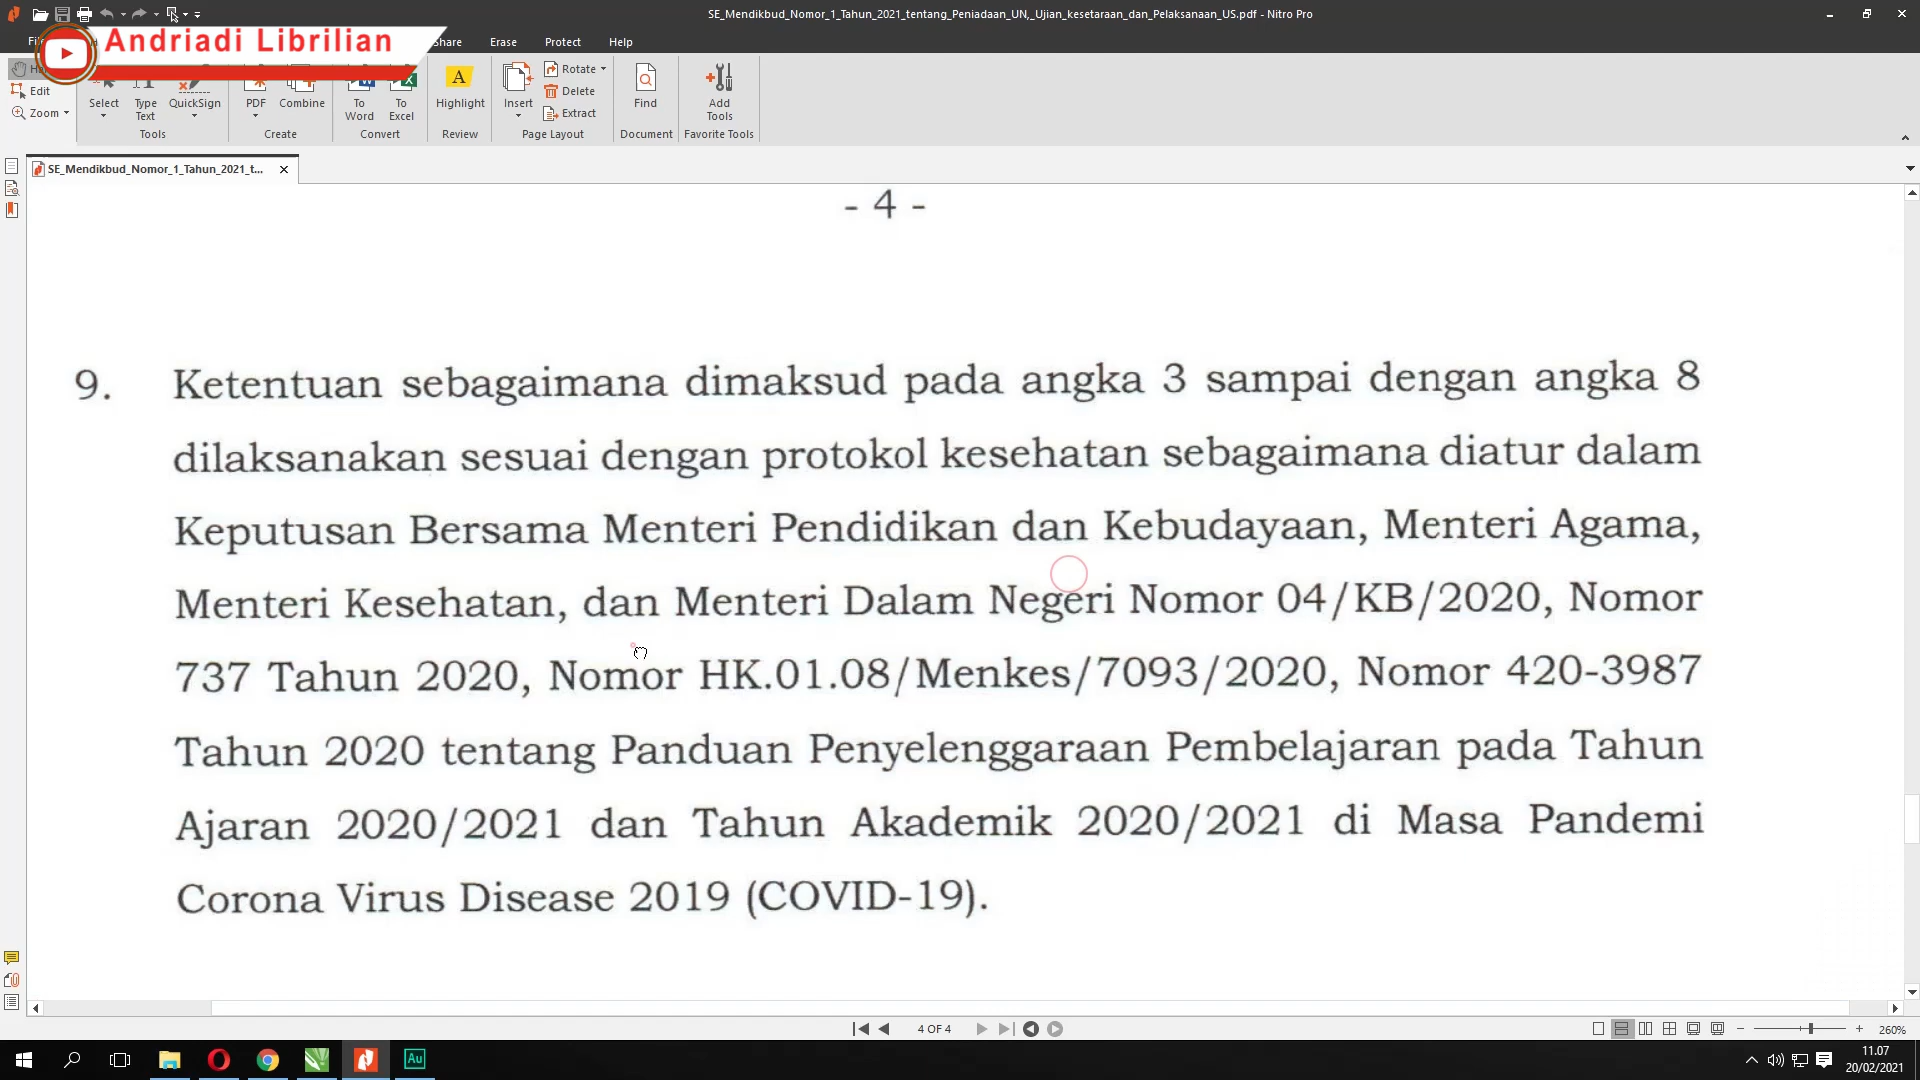 SE_Mendikbud_Nomor_1_Tahun_2021_tentang_Peniadaan_UN,_Ujian_kesetaraan_dan_Pelaksanaan_US.pdf - Nitro Pro
Andriadi Librilian
Share Erase Protect Help
Edit
Zoom
Select
Type Text
QuickSign
Tools
PDF
Combine
Create
To Word
To Excel
Convert
A
Highlight
Review
Insert
Rotate
Delete
Extract
Page Layout
Find
Document
Add Tools
Favorite Tools
SE_Mendikbud_Nomor_1_Tahun_2021_t...
- 4 -
9. Ketentuan sebagaimana dimaksud pada angka 3 sampai dengan angka 8
dilaksanakan sesuai dengan protokol kesehatan sebagaimana diatur dalam
Keputusan Bersama Menteri Pendidikan dan Kebudayaan, Menteri Agama,
Menteri Kesehatan, dan Menteri Dalam Negeri Nomor 04/KB/2020, Nomor
737 Tahun 2020, Nomor HK.01.08/Menkes/7093/2020, Nomor 420-3987
Tahun 2020 tentang Panduan Penyelenggaraan Pembelajaran pada Tahun
Ajaran 2020/2021 dan Tahun Akademik 2020/2021 di Masa Pandemi
Corona Virus Disease 2019 (COVID-19).
4 OF 4
260%
Au
11.07
20/02/2021